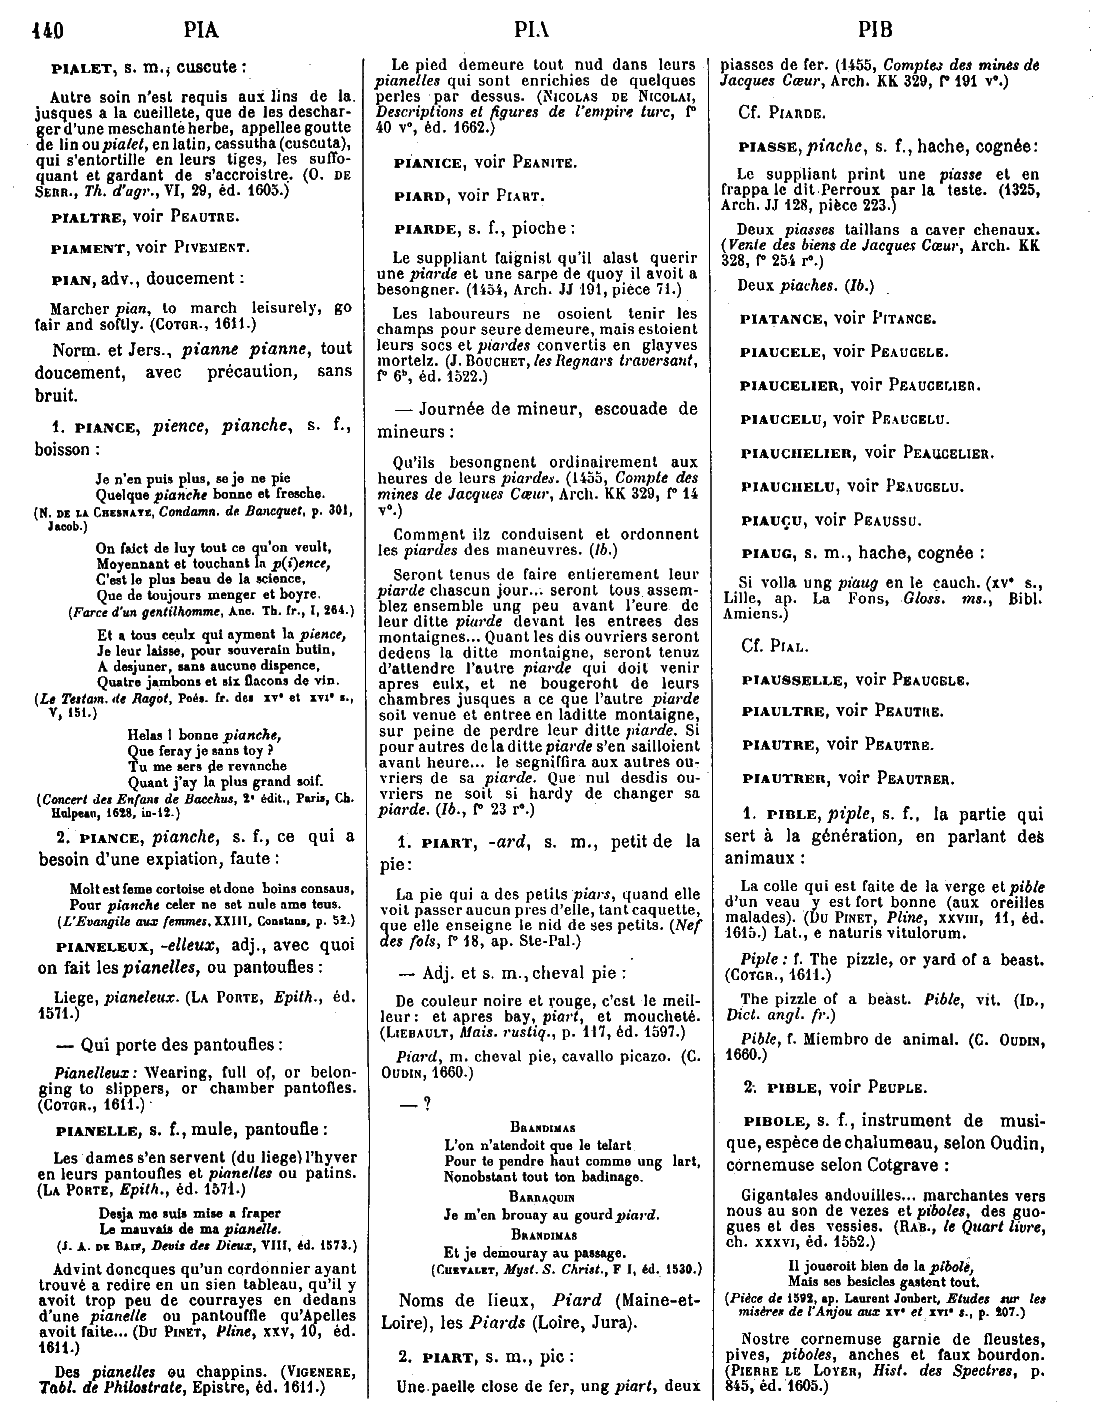 140 PIA PIA PIB
PIALET, s. m., cuscute :
Autre soin n'est requis aux lins de la.
jusques a la cueillete, que de les deschar-
ger d'une meschante herbe, appellee goutte
de lin ou pialet, en latin, cassutha (cuscuta),
qui s'entortille en leurs tiges, les suffo-
quant et gardant de s'accroistre. (O. DE
SERR., Th. d'agr., VI, 29, éd. 1605.)
PIALTRE, voir PEAUTRE.
PIAMENT, voir PIVEMENT.
PIAN, adv., doucement :
Marcher pian, to march leisurely, go
fair and softly. (COTGR., 1611.)
Norm. et Jers., pianne pianne, tout
doucement, avec précaution, sans
bruit.
1. PIANCE, pience, pianche, s. f.,
boisson :
Je n'en puis plus, se je ne pie
Quelque pianche bonne et fresche.
(N. DE LA CHESNAYE, Condamn. de Bancquet, p. 301,
Jacob.)
On faict de luy tout ce qu'on veult,
Moyennant et touchant la p(i)ence,
C'est le plus beau de la science,
Que de toujours menger et boyre.
(Farce d'un gentilhomme, Anc. Th. fr., I, 264.)
Et a tous ceulx qui ayment la pience,
Je leur laisse, pour souverain butin,
A desjuner, sans aucune dispence,
Quatre jambons et six flacons de vin.
(Le Testam. de Ragot, Poés. fr. des XVe et XVIe s.,
V, 151.)
Helas ! bonne pianche,
Que feray je sans toy ?
Tu me sers de revanche
Quant j'ay la plus grand soif.
(Concert des Enfans de Bacchus, 2e édit., Paris, Ch.
Hulpeau, 1628, in-12.)
2. PIANCE, pianche, s. f., ce qui a
besoin d'une expiation, faute :
Molt est feme cortoise et done boins consaus,
Pour pianche celer ne set nule ame teus.
(L'Evangile aux femmes, XXIII, Constans, p. 52.)
PIANELEUX, -elleux, adj., avec quoi
on fait les pianelles, ou pantoufles :
Liege, pianeleux. (LA PORTE, Epith., éd.
1571.)
— Qui porte des pantoufles :
Pianelleux : Wearing, full of, or belon-
ging to slippers, or chamber pantofles.
(COTGR., 1611.)
PIANELLE, s. f., mule, pantoufle :
Les dames s'en servent (du liege) l'hyver
en leurs pantoufles et pianelles ou patins.
(LA PORTE, Epith., éd. 1571.)
Desja me suis mise a fraper
Le mauvais de ma pianelle.
(J. A. DE BAIF, Devis des Dieux, VIII, éd. 1573.)
Advint doncques qu'un cordonnier ayant
trouvé a redire en un sien tableau, qu'il y
avoit trop peu de courrayes en dedans
d'une pianelle ou pantouffle qu'Apelles
avoit faite... (DU PINET, Pline, XXV, 10, éd.
1611.)
Des pianelles ou chappins. (VIGENERE,
Tabl. de Philostrate, Epistre, éd. 1611.)
Le pied demeure tout nud dans leurs
pianelles qui sont enrichies de quelques
perles par dessus. (NICOLAS DE NICOLAI,
Descriptions et figures de l'empire turc, f°
40 v°, éd. 1662.)
PIANICE, voir PEANITE.
PIARD, voir PIART.
PIARDE, s. f., pioche :
Le suppliant faignist qu'il alast querir
une piarde et une sarpe de quoy il avoit a
besongner. (1454, Arch. JJ 191, pièce 71.)
Les laboureurs ne osoient tenir les
champs pour seure demeure, mais estoient
leurs socs et piardes convertis en glayves
mortelz. (J. BOUCHET, les Regnars traversant,
f° 6b, éd. 1522.)
— Journée de mineur, escouade de
mineurs :
Qu'ils besongnent ordinairement aux
heures de leurs piardes. (1455, Compte des
mines de Jacques Cœur, Arch. KK 329, f° 14
v°.)
Comment ilz conduisent et ordonnent
les piardes des maneuvres. (Ib.)
Seront tenus de faire entierement leur
piarde chascun jour... seront tous assem-
blez ensemble ung peu avant l'eure de
leur ditte piarde devant les entrees des
montaignes... Quant les dis ouvriers seront
dedens la ditte montaigne, seront tenuz
d'attendre l'autre piarde qui doit venir
apres eulx, et ne bougeront de leurs
chambres jusques a ce que l'autre piarde
soit venue et entree en laditte montaigne,
sur peine de perdre leur ditte piarde. Si
pour autres de la ditte piarde s'en sailloient
avant heure... le segniffira aux autres ou-
vriers de sa piarde. Que nul desdis ou-
vriers ne soit si hardy de changer sa
piarde. (Ib., f° 23 r°.)
1. PIART, -ard, s. m., petit de la
pie :
La pie qui a des petits piars, quand elle
voit passer aucun pres d'elle, tant caquette,
que elle enseigne le nid de ses petits. (Nef
des fols, f° 18, ap. Ste-Pal.)
— Adj. et s. m., cheval pie :
De couleur noire et rouge, c'est le meil-
leur : et apres bay, piart, et moucheté.
(LIEBAULT, Mais. rustiq., p. 117, éd. 1597.)
Piard, m. cheval pie, cavallo picazo. (C.
OUDIN, 1660.)
— ?
BRANDIMAS
L'on n'atendoit que le telart
Pour te pendre haut comme ung lart,
Nonobstant tout ton badinage.
BARRAQUIN
Je m'en brouay au gourd piard.
BRANDIMAS
Et je demouray au passage.
(CHEVALET, Myst. S. Christ., F I, éd. 1530.)
Noms de lieux, Piard (Maine-et-
Loire), les Piards (Loire, Jura).
2. PIART, s. m., pic :
Une paelle close de fer, ung piart, deux
piasses de fer. (1455, Comptes des mines de
Jacques Cœur, Arch. KK 329, f° 191 v°.)
Cf. PIARDE.
PIASSE, piache, s. f., hache, cognée :
Le suppliant print une piasse et en
frappa le dit Perroux par la teste. (1325,
Arch. JJ 128, pièce 223.)
Deux piasses taillans a caver chenaux.
(Vente des biens de Jacques Cœur, Arch. KK
328, f° 254 r°.)
Deux piaches. (Ib.)
PIATANCE, voir PITANCE.
PIAUCELE, voir PEAUCELE.
PIAUCELIER, voir PEAUCELIER.
PIAUCELU, voir PEAUCELU.
PIAUCHELIER, voir PEAUCELIER.
PIAUCHELU, voir PEAUCELU.
PIAUÇU, voir PEAUSSU.
PIAUG, s. m., hache, cognée :
Si volla ung piaug en le cauch. (XVe s.,
Lille, ap. La Fons, Gloss. ms., Bibl.
Amiens.)
Cf. PIAL.
PIAUSSELLE, voir PEAUCELE.
PIAULTRE, voir PEAUTRE.
PIAUTRE, voir PEAUTRE.
PIAUTRER, voir PEAUTRER.
1. PIBLE, piple, s. f., la partie qui
sert à la génération, en parlant des
animaux :
La colle qui est faite de la verge et pible
d'un veau y est fort bonne (aux oreilles
malades). (DU PINET, Pline, XXVIII, 11, éd.
1615.) Lat., e naturis vitulorum.
Piple : f. The pizzle, or yard of a beast.
(COTGR., 1611.)
The pizzle of a beast. Pible, vit. (ID.,
Dict. angl. fr.)
Pible, f. Miembro de animal. (C. OUDIN,
1660.)
2. PIBLE, voir PEUPLE.
PIBOLE, s. f., instrument de musi-
que, espèce de chalumeau, selon Oudin,
cornemuse selon Cotgrave :
Gigantales andouilles... marchantes vers
nous au son de vezes et piboles, des guo-
gues et des vessies. (RAB., le Quart livre,
ch. XXXVI, éd. 1552.)
Il joueroit bien de la pibole,
Mais ses besicles gastent tout.
(Pièce de 1592, ap. Laurent Joubert, Etudes sur les
misères de l'Anjou aux XVe et XVIe s., p. 207.)
Nostre cornemuse garnie de fleustes,
pives, piboles, anches et faux bourdon.
(PIERRE LE LOYER, Hist. des Spectres, p.
845, éd. 1605.)